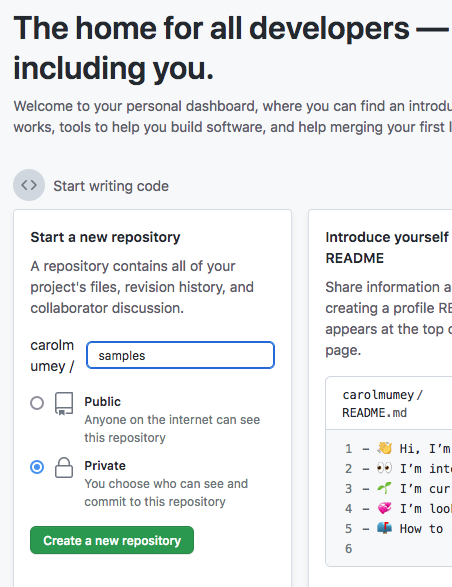 The home for all developers —
including you.
Welcome to your personal dashboard, where you can find an
works, tools to help you build software, and help merging your first
Start writing code
Start a new repository
A repository contains all of your
project's files, revision history, and
collaborator discussion.
carolm
umey /
samples
Public
Anyone on the internet can see
this repository
Private
You choose who can see and
commit to this repository
Create a new repository
Introduce yourself
README
Share information a
creating a profile RE
appears at the top o
page.
carolmumey/
README.md
1 – 👋 Hi, I’m
2 – 👀 I’m int
3 – 🌱 I’m cur
4 – 💞️ I’m loo
5 – 📫 How to
6